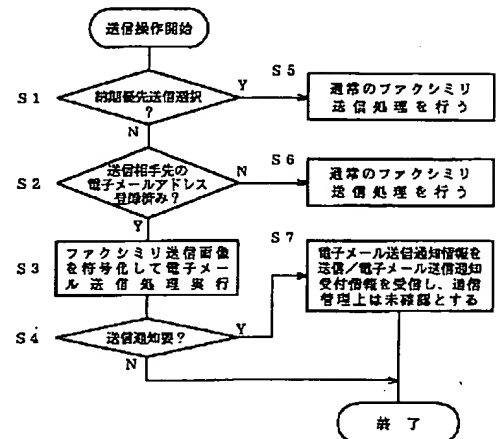 送信操作開始
S1
納期優先送信選択
?
Y
N
S5
通常のファクシミリ
送信処理を行う
S2
送信相手先の
電子メールアドレス
登録済み?
N
Y
S6
通常のファクシミリ
送信処理を行う
S3
ファクシミリ送信画像
を符号化して電子メー
ル送信処理実行
S7
電子メール送信通知情報を
送信/電子メール送信通知
受付情報を受信し、通信
管理上は未確認とする
S4
送信通知要?
Y
N
終了